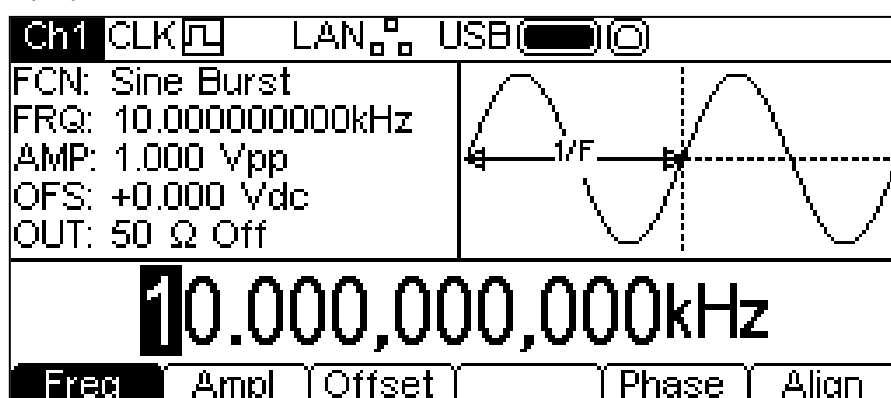 Ch1 CLK LAN USB
FCN: Sine Burst
FRQ: 10.000000000kHz
AMP: 1.000 Vpp
OFS: +0.000 Vdc
OUT: 50 Ω Off
1/F
10.000,000,000kHz
Freq Ampl Offset Phase Align